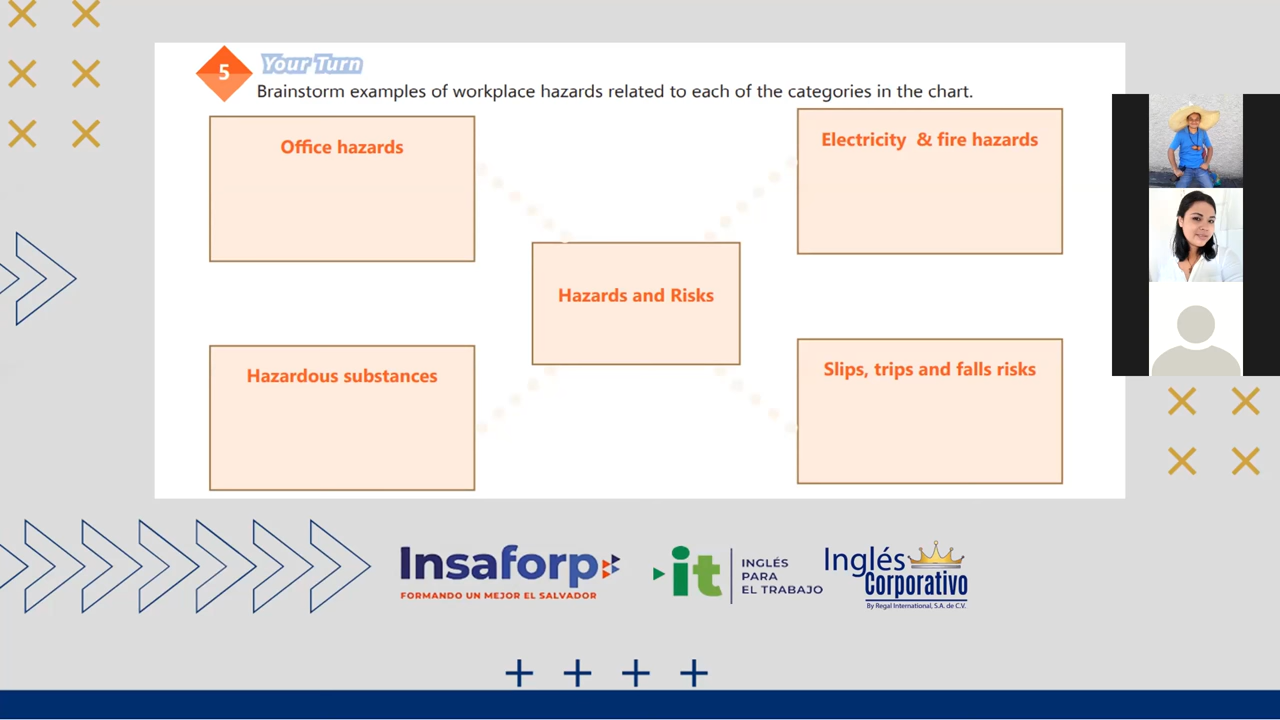 5
Your Turn
Brainstorm examples of workplace hazards related to each of the categories in the chart.
Office hazards
Electricity & fire hazards
Hazards and Risks
Hazardous substances
Slips, trips and falls risks
Insaforp
FORMANDO UN MEJOR EL SALVADOR
it
INGLÉS
PARA
EL TRABAJO
Inglés
Corporativo
By Regal International, S.A. de C.V.